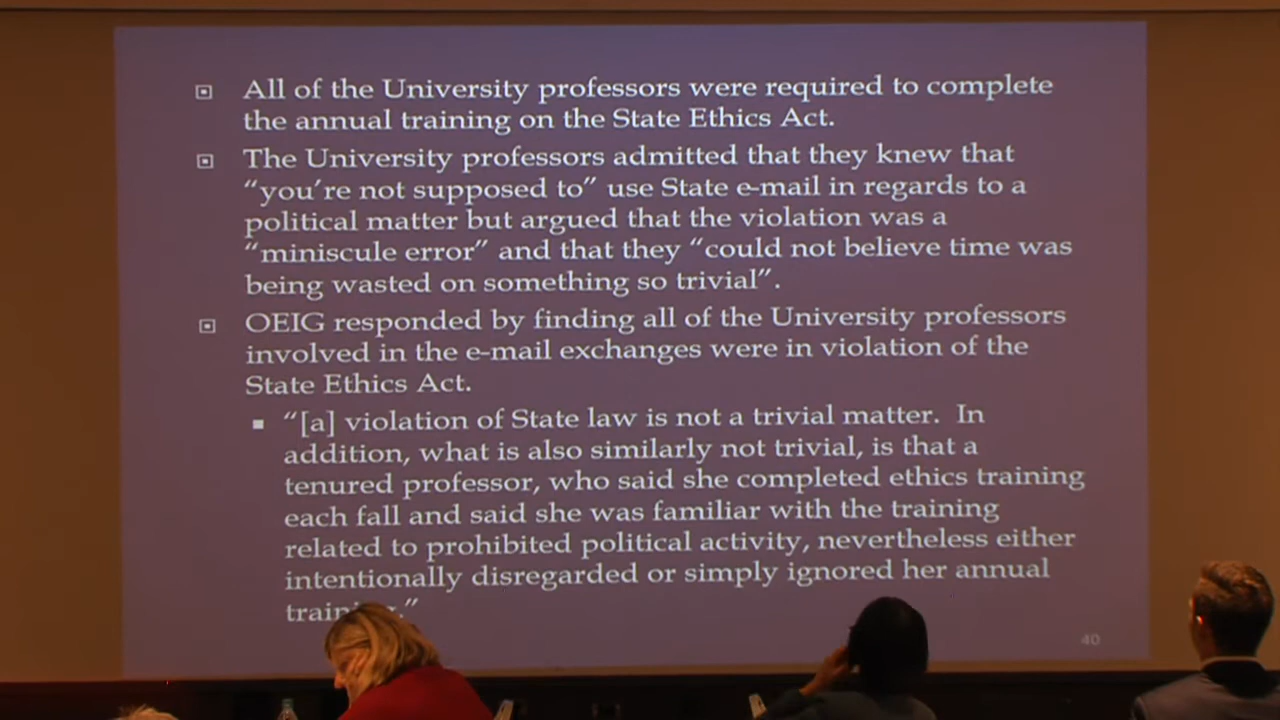 All of the University professors were required to complete
the annual training on the State Ethics Act.
The University professors admitted that they knew that
“you’re not supposed to” use State e-mail in regards to a
political matter but argued that the violation was a
“miniscule error” and that they “could not believe time was
being wasted on something so trivial”.
OEIG responded by finding all of the University professors
involved in the e-mail exchanges were in violation of the
State Ethics Act.
“[a] violation of State law is not a trivial matter. In
addition, what is also similarly not trivial, is that a
tenured professor, who said she completed ethics training
each fall and said she was familiar with the training
related to prohibited political activity, nevertheless either
intentionally disregarded or simply ignored her annual
training.”
40